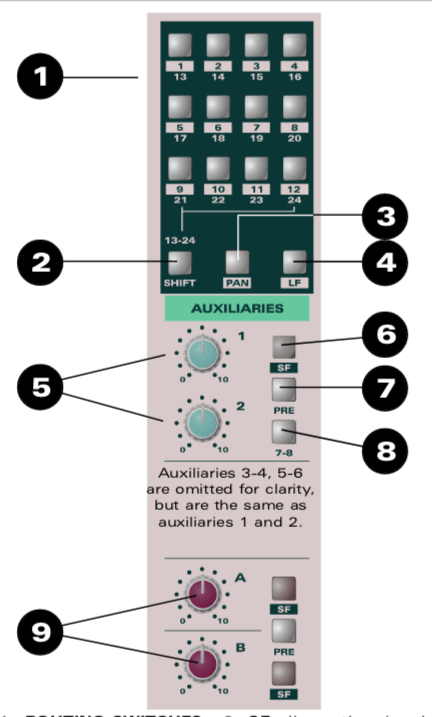 1
1 2 3 4
13 14 15 16
5 6 7 8
17 18 19 20
9 10 11 12
21 22 23 24
3
13-24
2
4
SHIFT PAN LF
AUXILIARIES
1
6
0 10
SF
5
7
2
PRE
8
0 10
7-8
Auxiliaries 3-4, 5-6
are omitted for clarity,
but are the same as
auxiliaries 1 and 2.
A
0 10
SF
9
B
PRE
0 10
SF